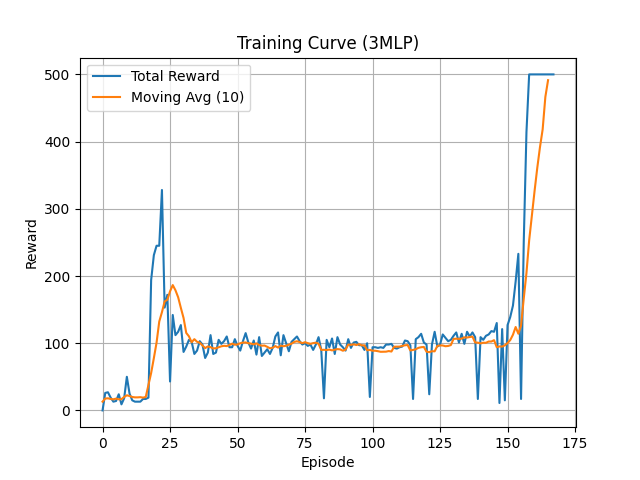 Training Curve (3MLP)
Total Reward
Moving Avg (10)
500
400
300
200
100
0
Reward
0 25 50 75 100 125 150 175
Episode